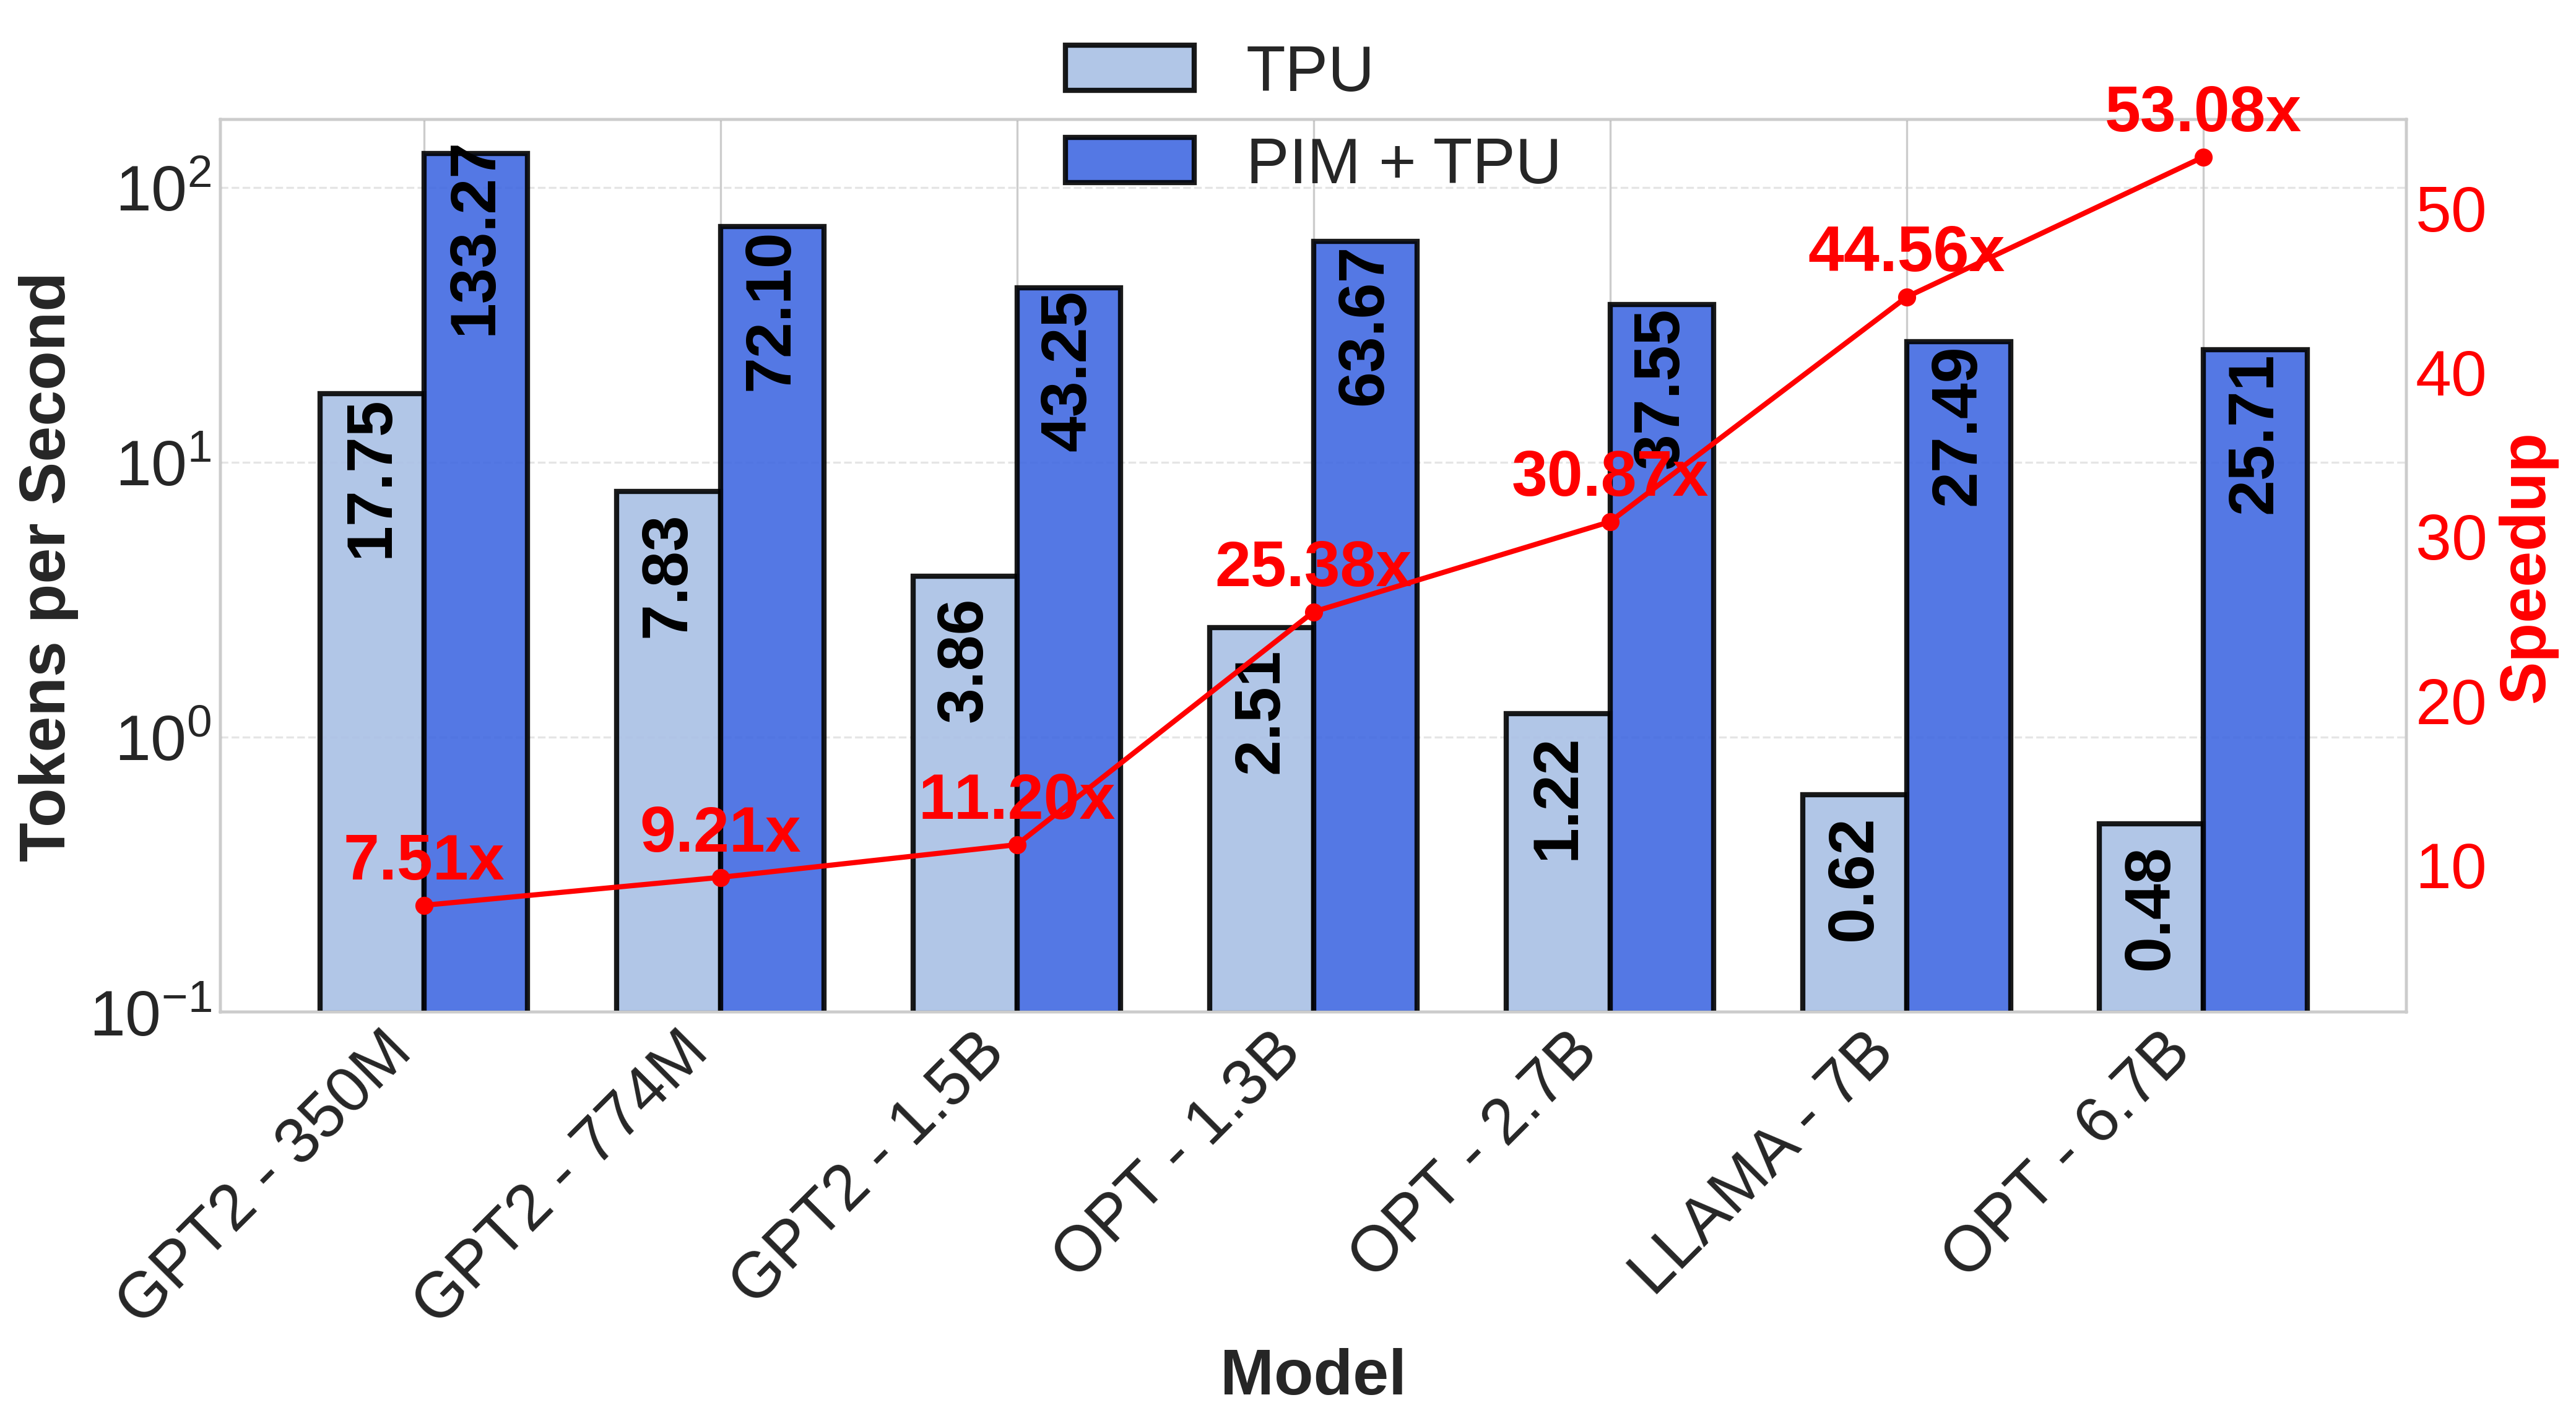 TPU
PIM + TPU
Tokens per Second
10²
10¹
10⁰
10⁻¹
17.75
133.27
7.83
72.10
3.86
43.25
2.51
63.67
1.22
37.55
0.62
27.49
0.48
25.71
7.51x
9.21x
11.20x
25.38x
30.87x
44.56x
53.08x
50
40
30
20
10
Speedup
GPT2 - 350M
GPT2 - 774M
GPT2 - 1.5B
OPT - 1.3B
OPT - 2.7B
LLAMA - 7B
OPT - 6.7B
Model